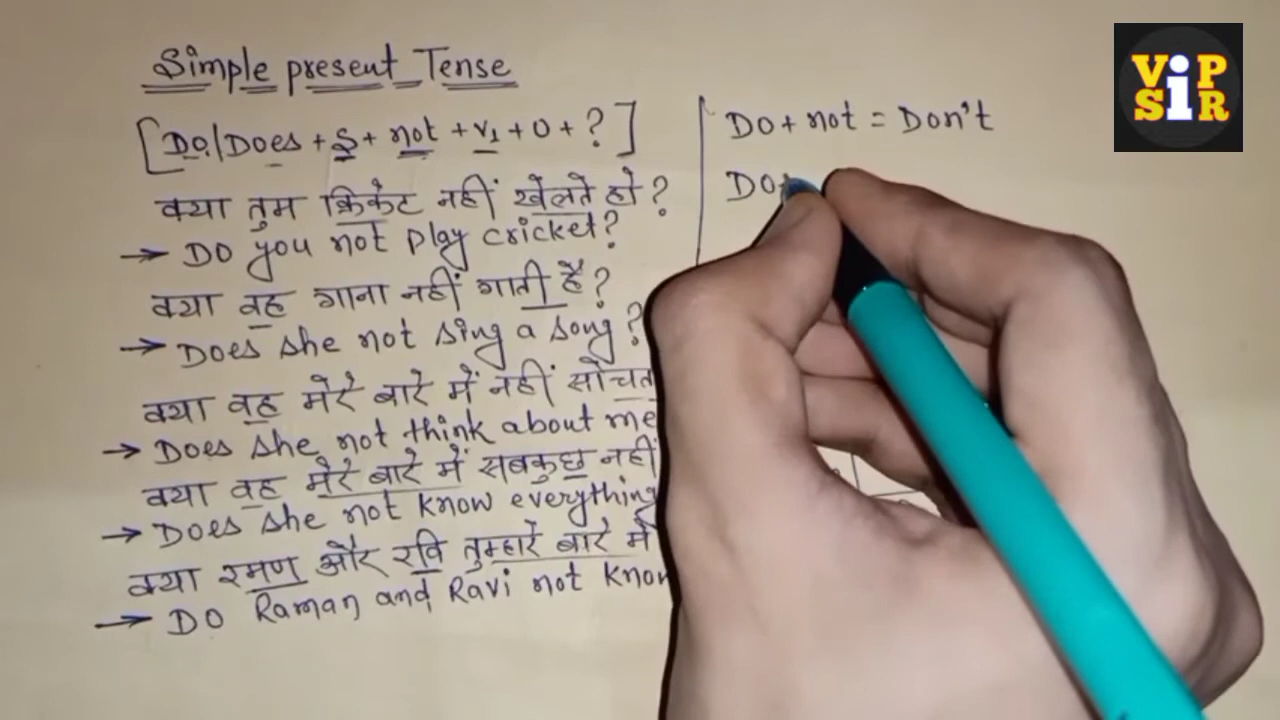 Simple present Tense
[Do/Does + S + not + V1 + O + ?]
क्या तुम क्रिकेट नहीं खेलते हो ?
→ Do you not play cricket?
क्या वह गाना नहीं गाती है ?
→ Does she not sing a song ?
क्या वह मेरे बारे में नहीं सोचत
→ Does she not think about me
क्या वह मेरे बारे में सबकुछ नहीं
→ Does she not know everything
क्या रमण और रवि तुम्हारे बारे में
→ Do Raman and Ravi not know
Do + not = Don't
Do
ViP
SiR